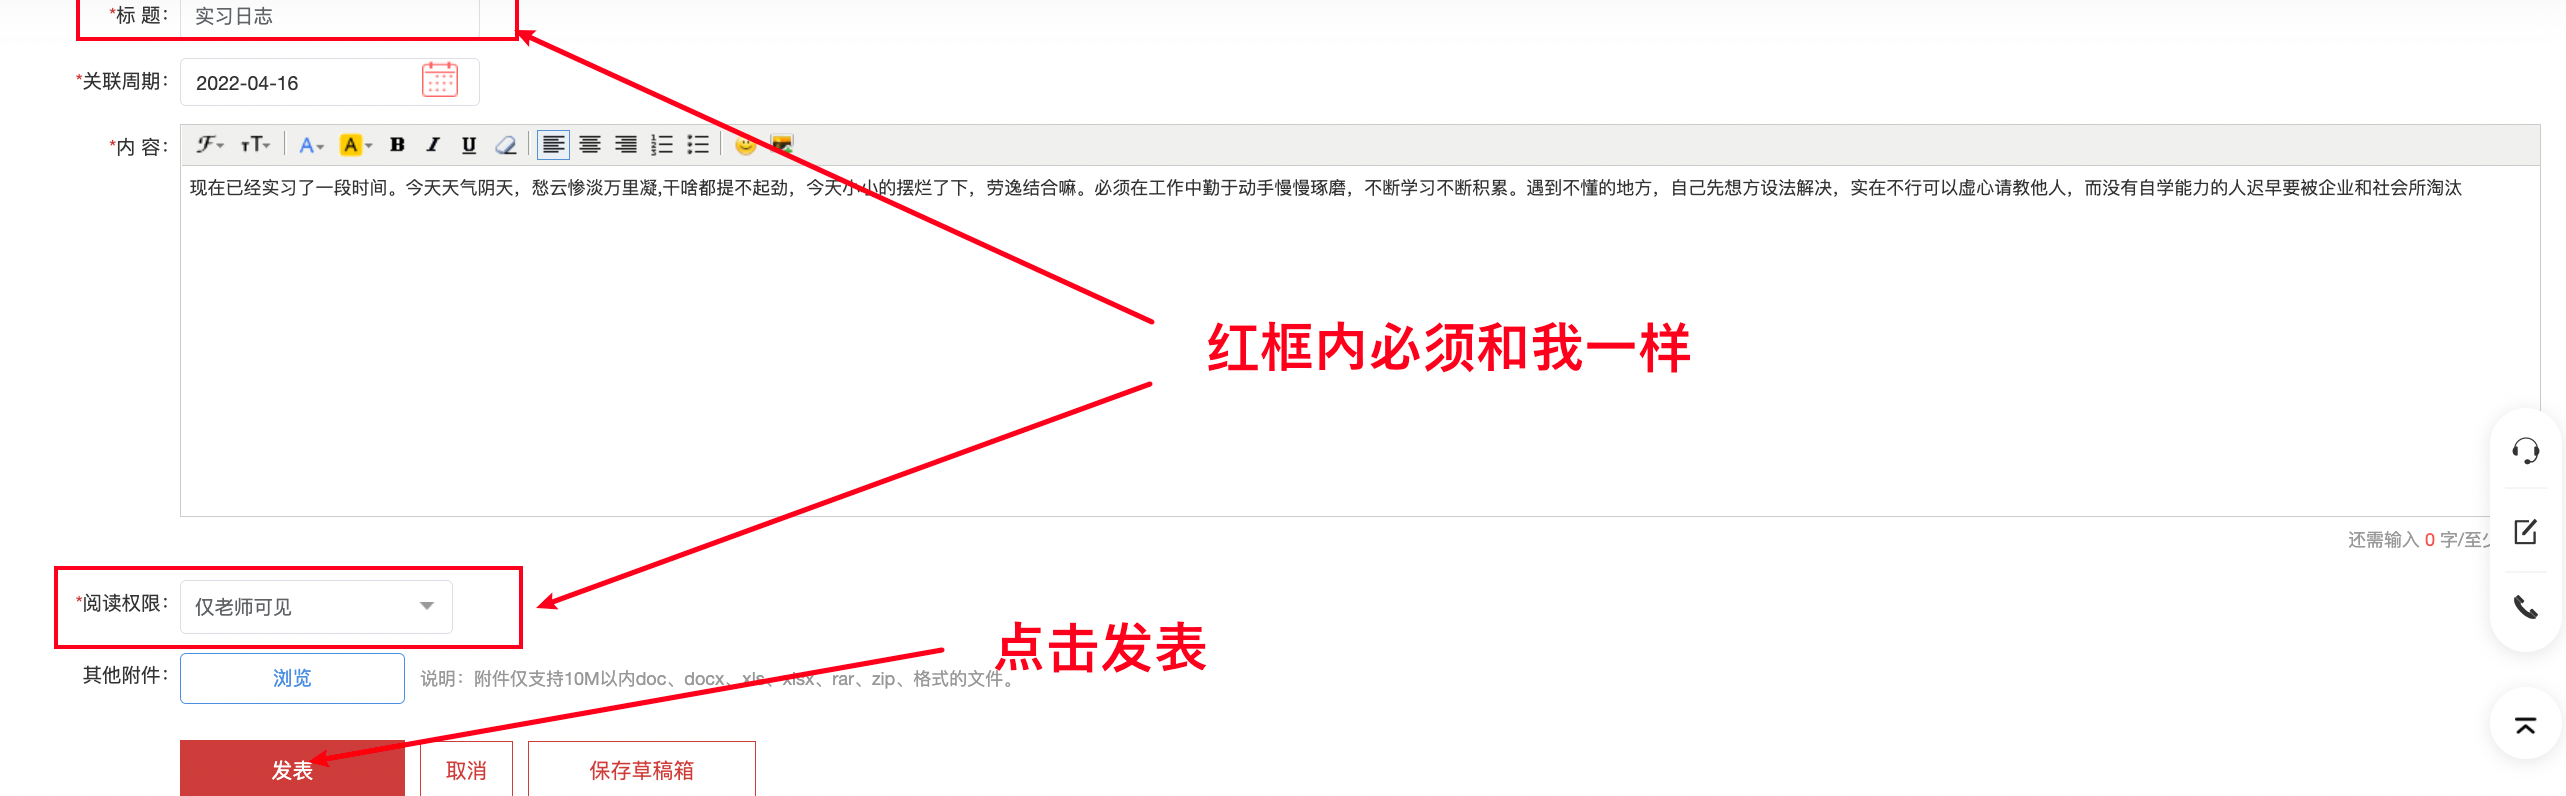 *标 题：
实习日志
*关联周期：
2022-04-16
*内 容：
现在已经实习了一段时间。今天天气阴天，愁云惨淡万里凝,干啥都提不起劲，今天小小的摆烂了下，劳逸结合嘛。必须在工作中勤于动手慢慢琢磨，不断学习不断积累。遇到不懂的地方，自己先想方设法解决，实在不行可以虚心请教他人，而没有自学能力的人迟早要被企业和社会所淘汰
红框内必须和我一样
还需输入 0 字/至少
*阅读权限：
仅老师可见
点击发表
其他附件：
浏览
说明：附件仅支持10M以内doc、docx、xls、xlsx、rar、zip、格式的文件。
发表
取消
保存草稿箱